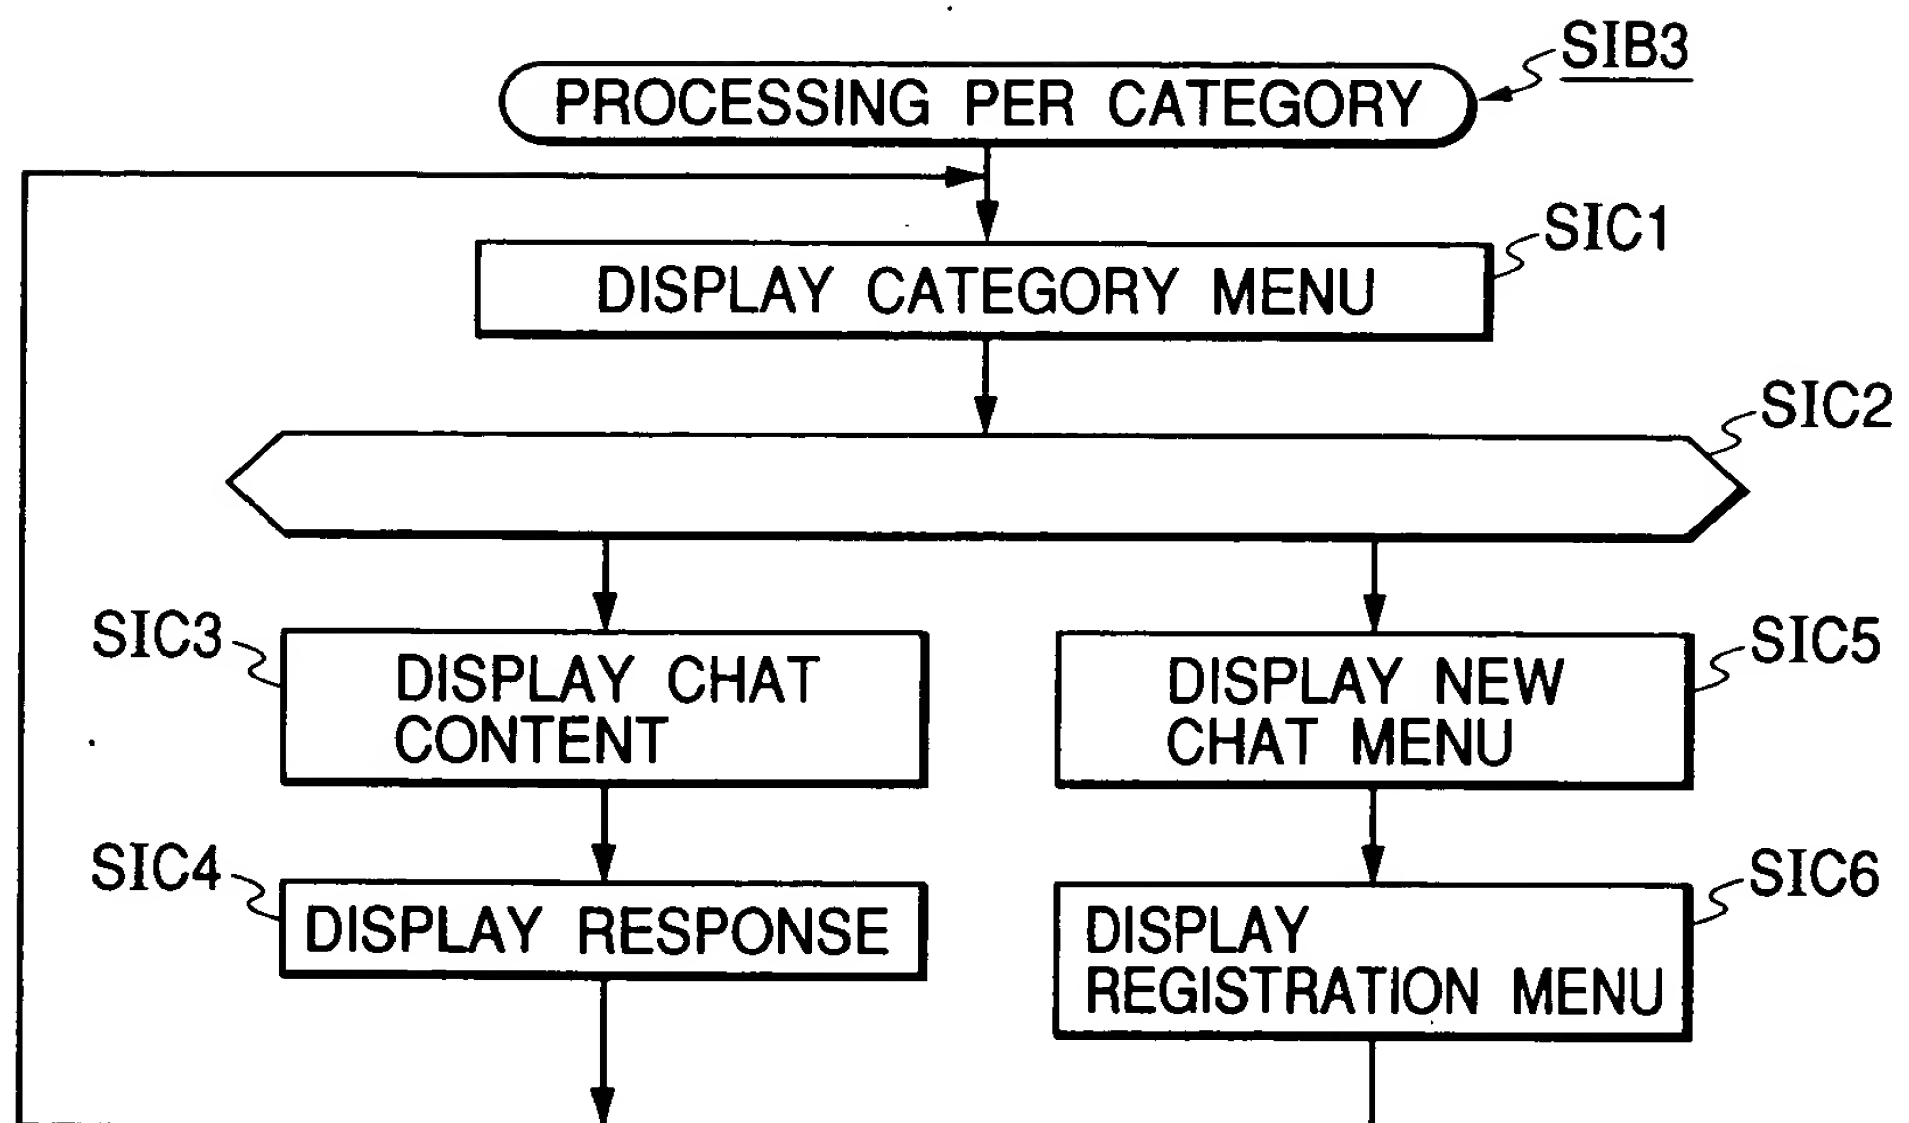 SIB3
PROCESSING PER CATEGORY
SIC1
DISPLAY CATEGORY MENU
SIC2
SIC3
DISPLAY CHAT
CONTENT
SIC5
DISPLAY NEW
CHAT MENU
SIC4
DISPLAY RESPONSE
SIC6
DISPLAY
REGISTRATION MENU